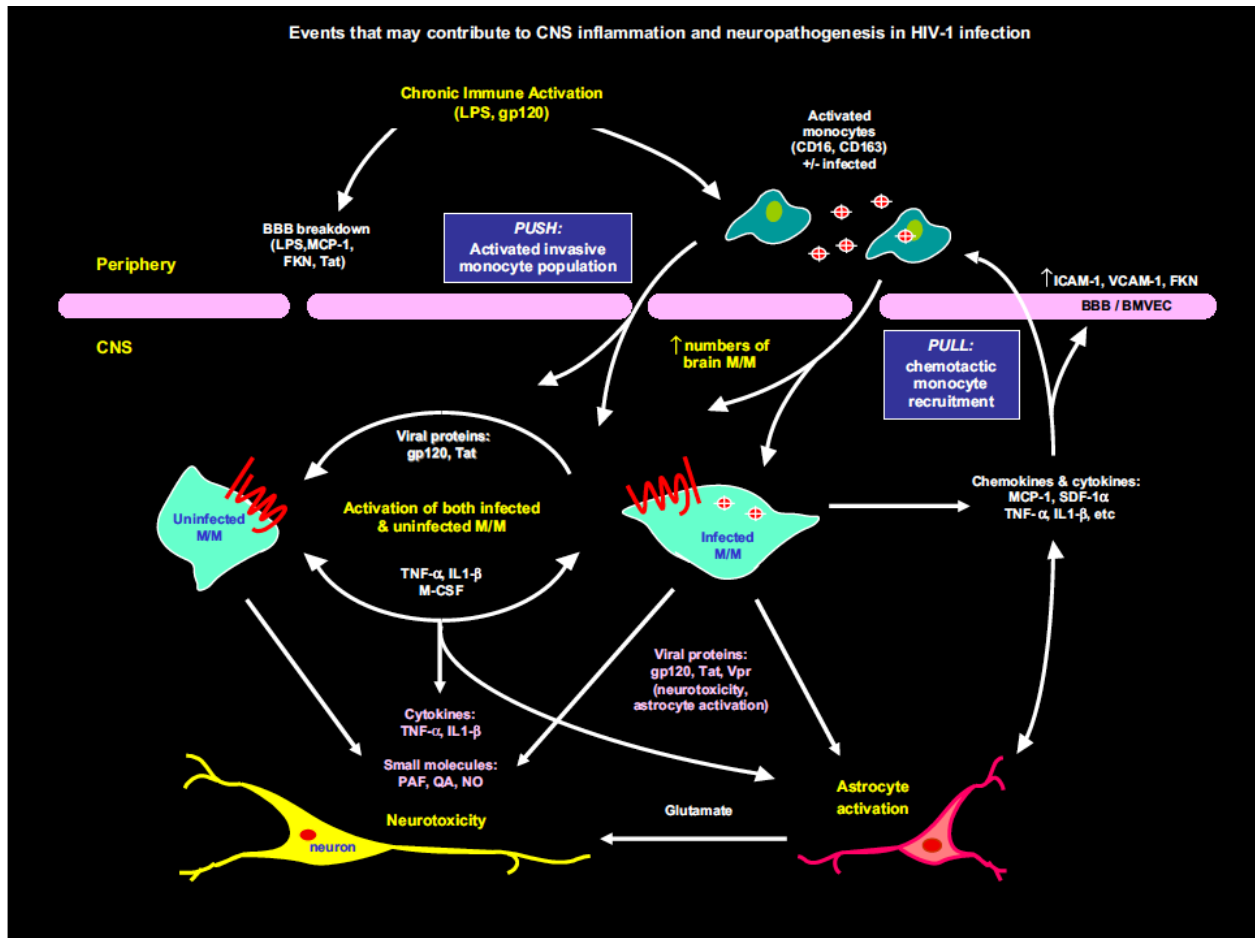 Events that may contribute to CNS inflammation and neuropathogenesis in HIV-1 infection
Chronic Immune Activation
(LPS, gp120)
Activated
monocytes
(CD16, CD163)
+/- infected
BBB breakdown
(LPS,MCP-1,
FKN, Tat)
PUSH:
Activated invasive
monocyte population
Periphery
↑ICAM-1, VCAM-1, FKN
BBB / BMVEC
CNS
↑numbers of
brain M/M
PULL:
chemotactic
monocyte
recruitment
Viral proteins:
gp120, Tat
Uninfected
M/M
Activation of both infected
& uninfected M/M
Infected
M/M
Chemokines & cytokines:
MCP-1, SDF-1α
TNF- α, IL1-β, etc
TNF-α, IL1-β
M-CSF
Viral proteins:
gp120, Tat, Vpr
(neurotoxicity,
astrocyte activation)
Cytokines:
TNF-α, IL1-β
Small molecules:
PAF, QA, NO
Neurotoxicity
neuron
Glutamate
Astrocyte
activation